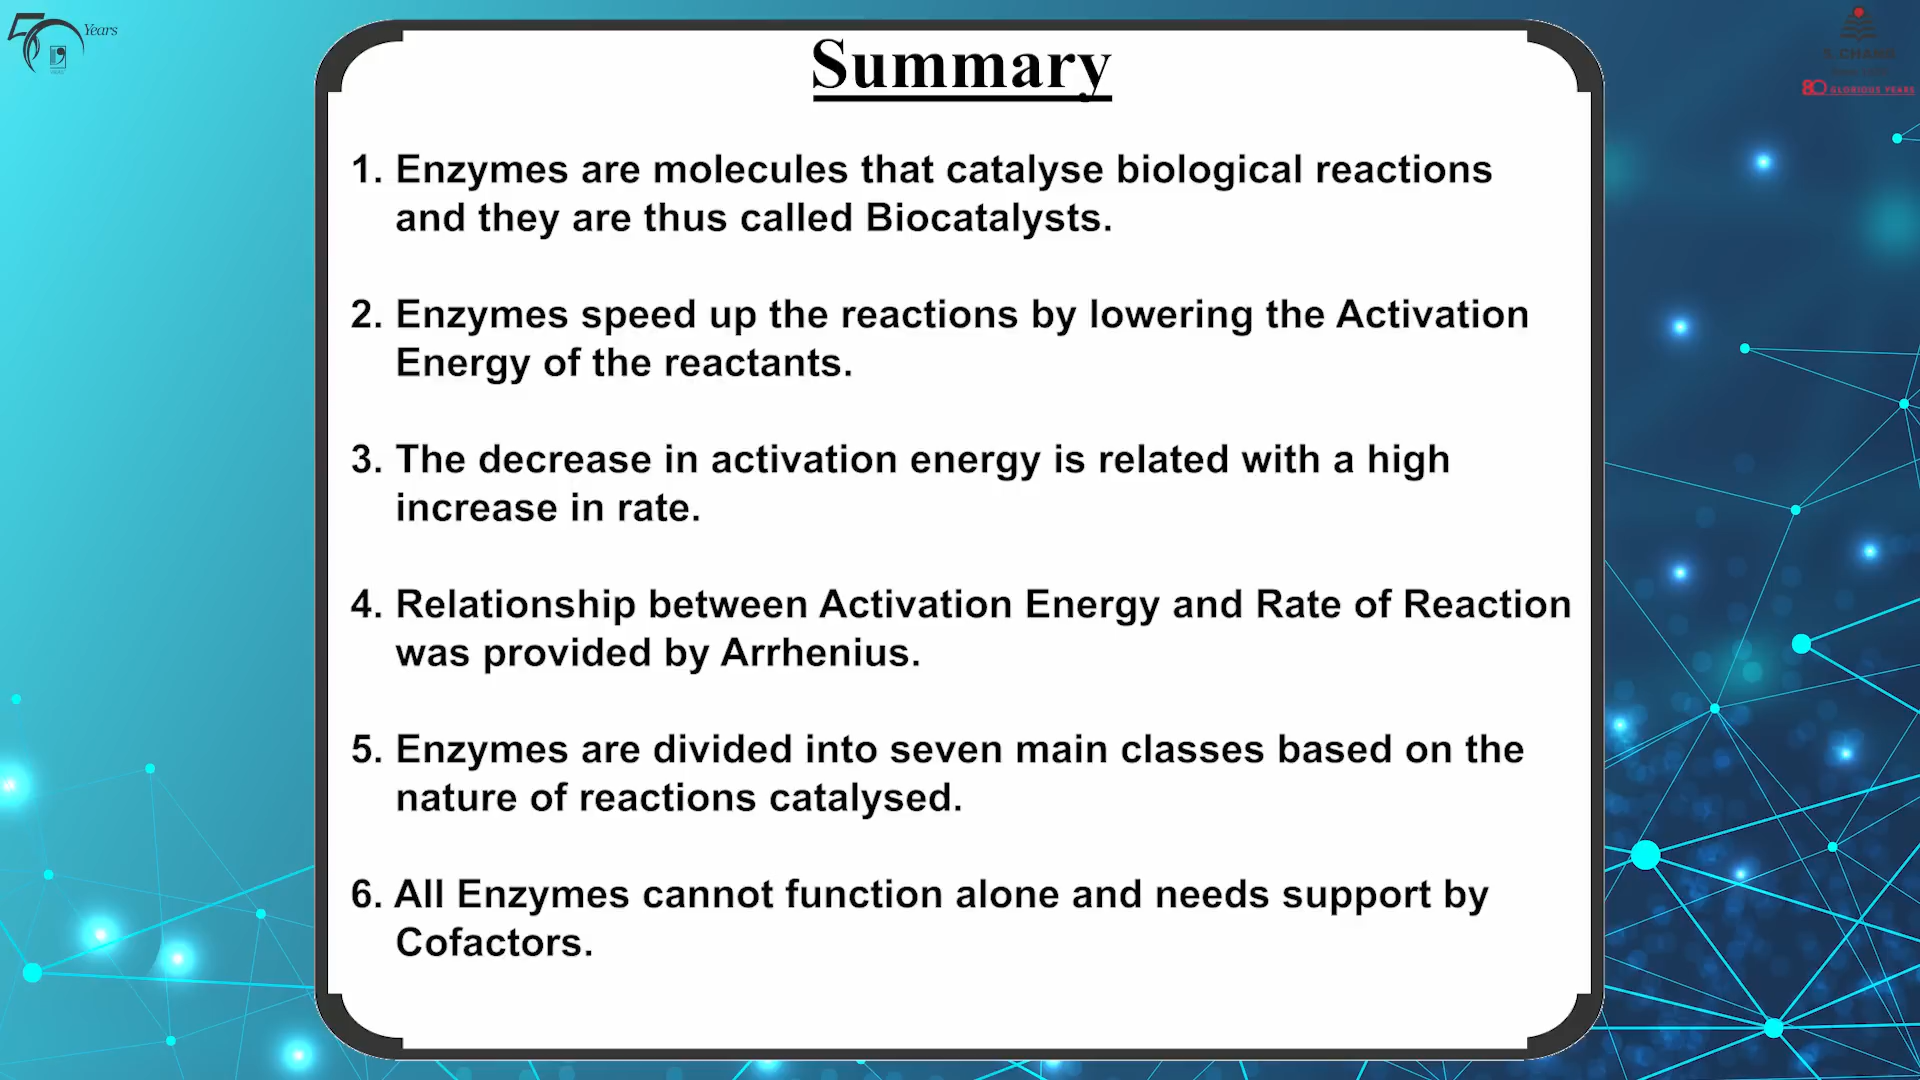 50 Years
S. CHAND
80 GLORIOUS YEARS
Summary
1. Enzymes are molecules that catalyse biological reactions
and they are thus called Biocatalysts.
2. Enzymes speed up the reactions by lowering the Activation
Energy of the reactants.
3. The decrease in activation energy is related with a high
increase in rate.
4. Relationship between Activation Energy and Rate of Reaction
was provided by Arrhenius.
5. Enzymes are divided into seven main classes based on the
nature of reactions catalysed.
6. All Enzymes cannot function alone and needs support by
Cofactors.